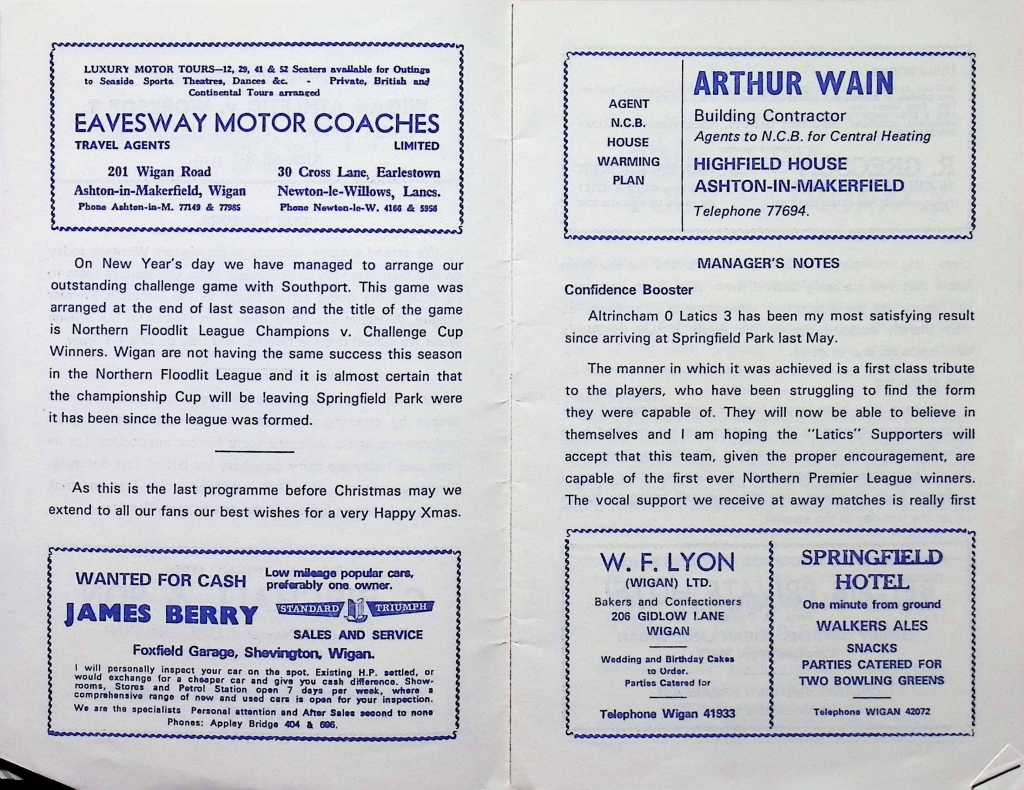 LUXURY MOTOR TOURS—12, 29, 41 & 52 Seaters available for Outings
to Seaside Sports Theatres, Dances &c. - Private, British and
Continental Tours arranged
EAVESWAY MOTOR COACHES
TRAVEL AGENTS LIMITED
201 Wigan Road
Ashton-in-Makerfield, Wigan
Phone Ashton-in-M. 77149 & 77985
30 Cross Lane, Earlestown
Newton-le-Willows, Lancs.
Phone Newton-le-W. 4166 & 5956
On New Year's day we have managed to arrange our
outstanding challenge game with Southport. This game was
arranged at the end of last season and the title of the game
is Northern Floodlit League Champions v. Challenge Cup
Winners. Wigan are not having the same success this season
in the Northern Floodlit League and it is almost certain that
the championship Cup will be leaving Springfield Park were
it has been since the league was formed.
As this is the last programme before Christmas may we
extend to all our fans our best wishes for a very Happy Xmas.
WANTED FOR CASH
Low mileage popular cars,
preferably one owner.
JAMES BERRY
STANDARD TRIUMPH
SALES AND SERVICE
Foxfield Garage, Shevington, Wigan.
I will personally inspect your car on the spot. Existing H.P. settled, or
would exchange for a cheaper car and give you cash difference. Show-
rooms, Stores and Petrol Station open 7 days per week, where a
comprehensive range of new and used cars is open for your inspection.
We are the specialists Personal attention and After Sales second to none
Phones: Appley Bridge 404 & 696.
AGENT
N.C.B.
HOUSE
WARMING
PLAN
ARTHUR WAIN
Building Contractor
Agents to N.C.B. for Central Heating
HIGHFIELD HOUSE
ASHTON-IN-MAKERFIELD
Telephone 77694.
MANAGER'S NOTES
Confidence Booster
Altrincham 0 Latics 3 has been my most satisfying result
since arriving at Springfield Park last May.
The manner in which it was achieved is a first class tribute
to the players, who have been struggling to find the form
they were capable of. They will now be able to believe in
themselves and I am hoping the "Latics" Supporters will
accept that this team, given the proper encouragement, are
capable of the first ever Northern Premier League winners.
The vocal support we receive at away matches is really first
W. F. LYON
(WIGAN) LTD.
Bakers and Confectioners
206 GIDLOW LANE
WIGAN
Wedding and Birthday Cakes
to Order.
Parties Catered for
Telephone Wigan 41933
SPRINGFIELD
HOTEL
One minute from ground
WALKERS ALES
SNACKS
PARTIES CATERED FOR
TWO BOWLING GREENS
Telephone WIGAN 42072